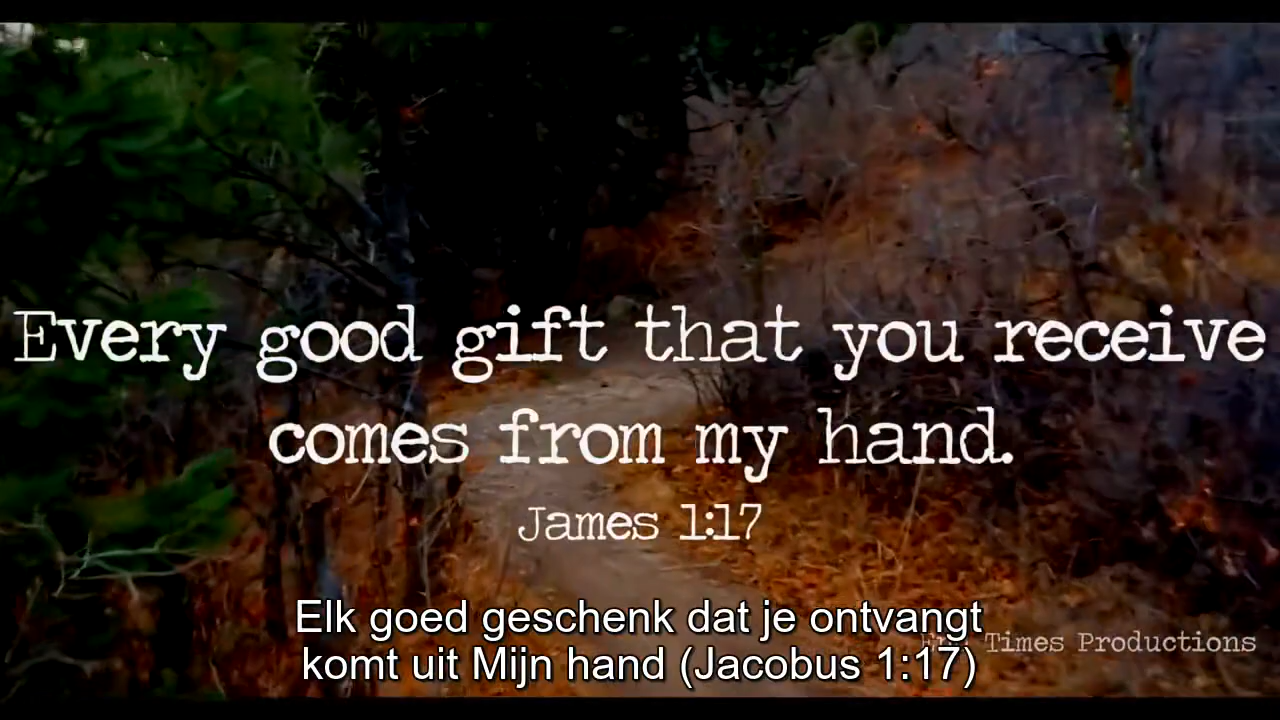 Every good gift that you receive
comes from my hand.
James 1:17
Elk goed geschenk dat je ontvangt
Times Productions
komt uit Mijn hand (Jacobus 1:17)